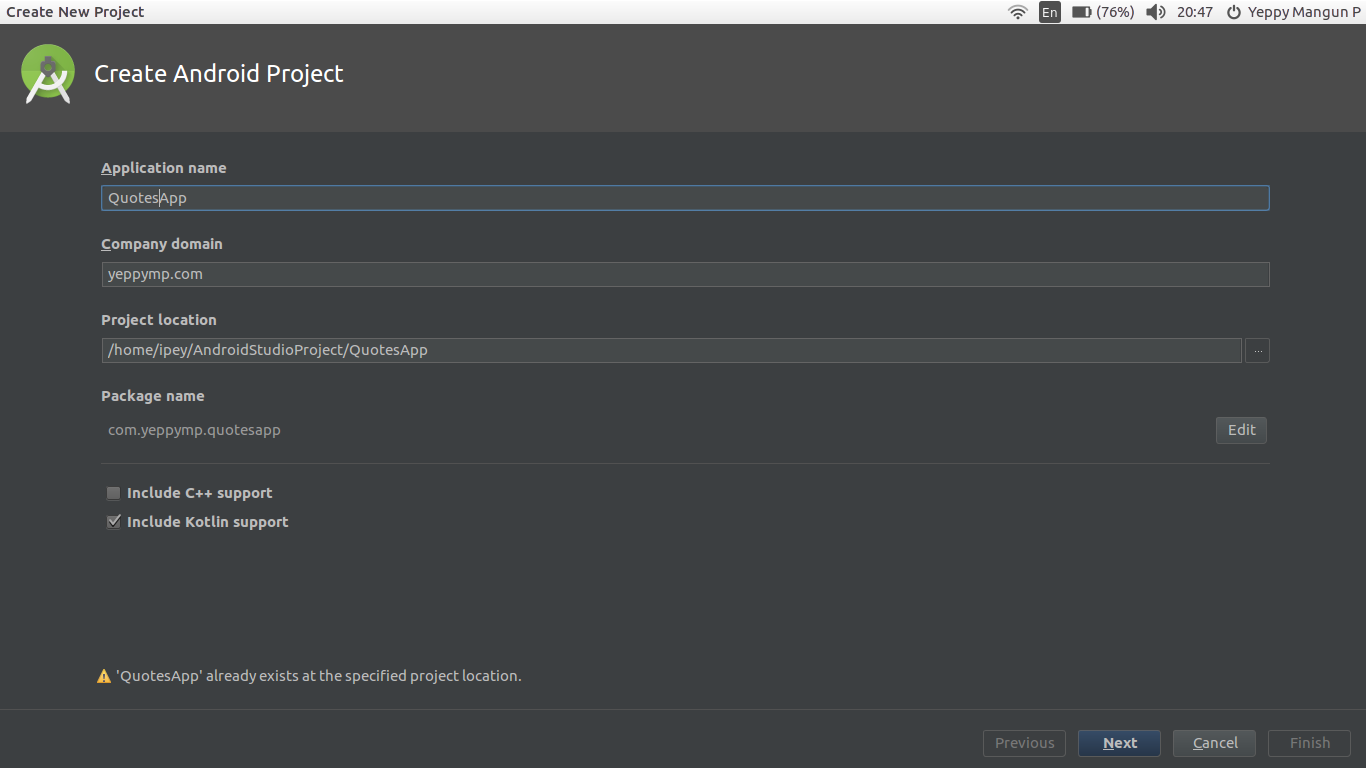 Create New Project
En (76%) 20:47 Yeppy Mangun P
Create Android Project
Application name
QuotesApp
Company domain
yeppymp.com
Project location
/home/ipey/AndroidStudioProject/QuotesApp
...
Package name
com.yeppymp.quotesapp
Edit
Include C++ support
Include Kotlin support
'QuotesApp' already exists at the specified project location.
Previous Next Cancel Finish